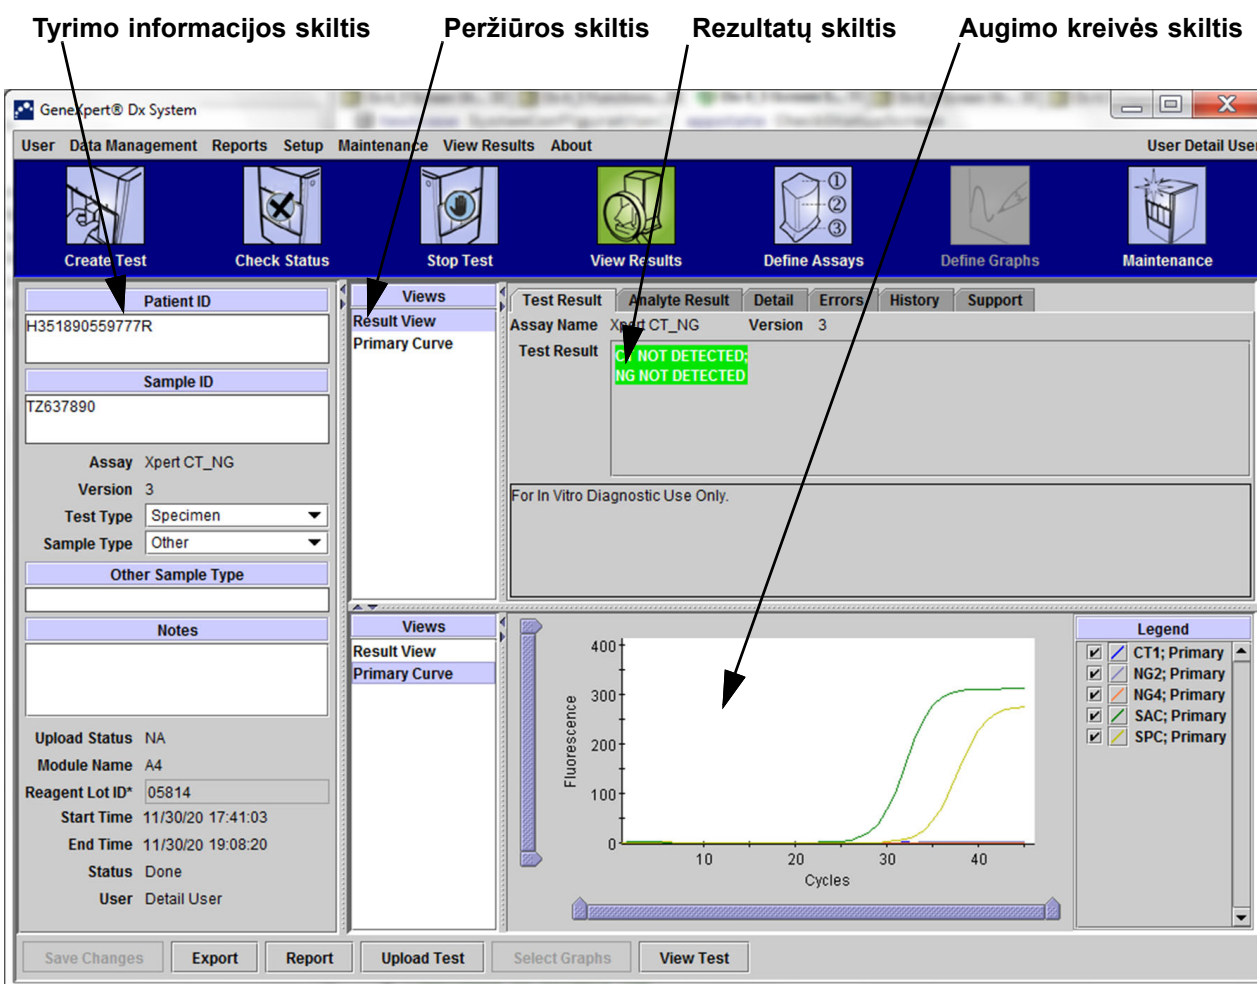 Tyrimo informacijos skiltis Peržiūros skiltis Rezultatų skiltis Augimo kreivės skiltis
GeneXpert® Dx System
User Data Management Reports Setup Maintenance View Results About User Detail User
Create Test Check Status Stop Test View Results Define Assays Define Graphs Maintenance
① ② ③
Patient ID
H351890559777R
Sample ID
TZ637890
Assay Xpert CT_NG
Version 3
Test Type Specimen
Sample Type Other
Other Sample Type
Notes
Upload Status NA
Module Name A4
Reagent Lot ID* 05814
Start Time 11/30/20 17:41:03
End Time 11/30/20 19:08:20
Status Done
User Detail User
Views
Result View
Primary Curve
Test Result Analyte Result Detail Errors History Support
Assay Name Xpert CT_NG Version 3
Test Result CT NOT DETECTED;
NG NOT DETECTED
For In Vitro Diagnostic Use Only.
Views
Result View
Primary Curve
Fluorescence
400
300
200
100
0
10 20 30 40
Cycles
Legend
CT1; Primary
NG2; Primary
NG4; Primary
SAC; Primary
SPC; Primary
Save Changes Export Report Upload Test Select Graphs View Test